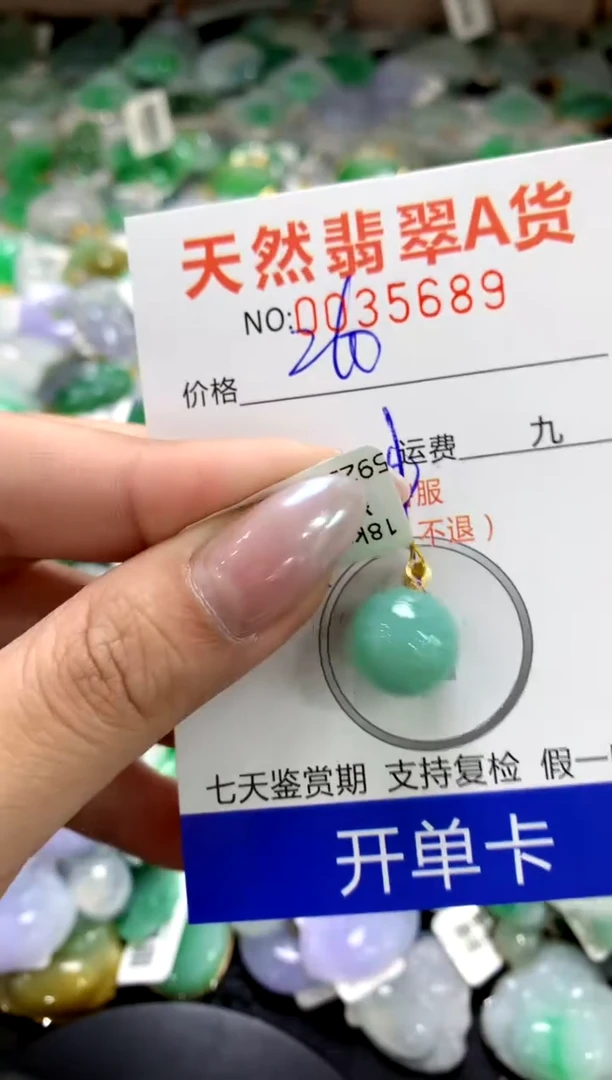 天然翡翠A货
NO:0035689
260
价格
运费 九
服
不退）
18k
七天鉴赏期 支持复检 假一
开单卡